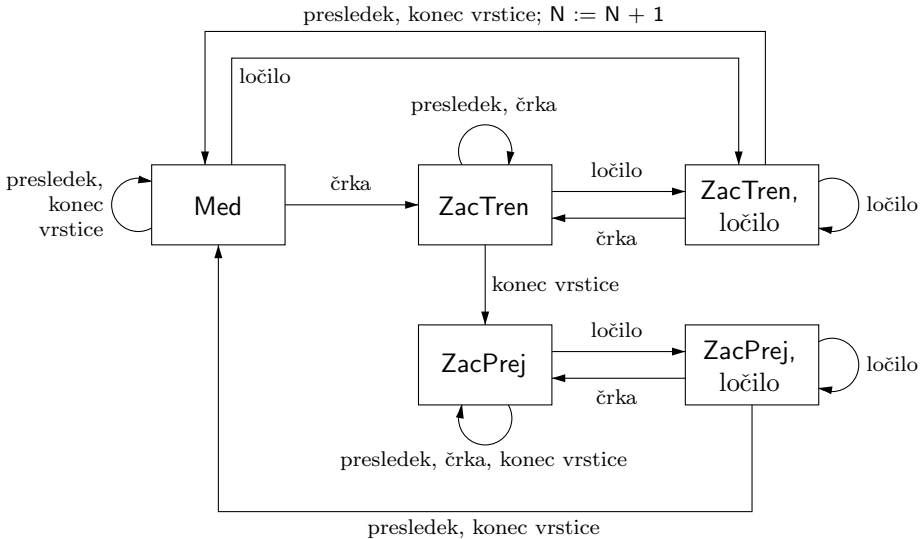 presledek, konec vrstice; N := N + 1
ločilo
presledek, črka
presledek,
konec
vrstice
Med
črka
ZacTren
ločilo
črka
ZacTren,
ločilo
ločilo
konec vrstice
ZacPrej
ločilo
črka
ZacPrej,
ločilo
ločilo
presledek, črka, konec vrstice
presledek, konec vrstice